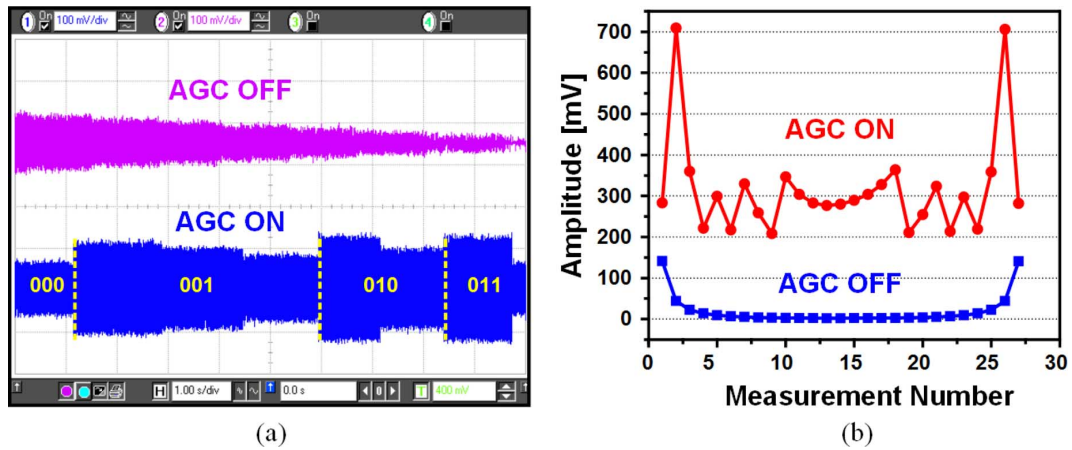 1 On 100 mV/div 2 On 100 mV/div 3 On 4 On
AGC OFF
AGC ON
000 001 010 011
H 1.00 s/div 0.0 s 0 T 400 mV
(a)
700
600
500
400
300
200
100
0
Amplitude [mV]
AGC ON
AGC OFF
0 5 10 15 20 25 30
Measurement Number
(b)